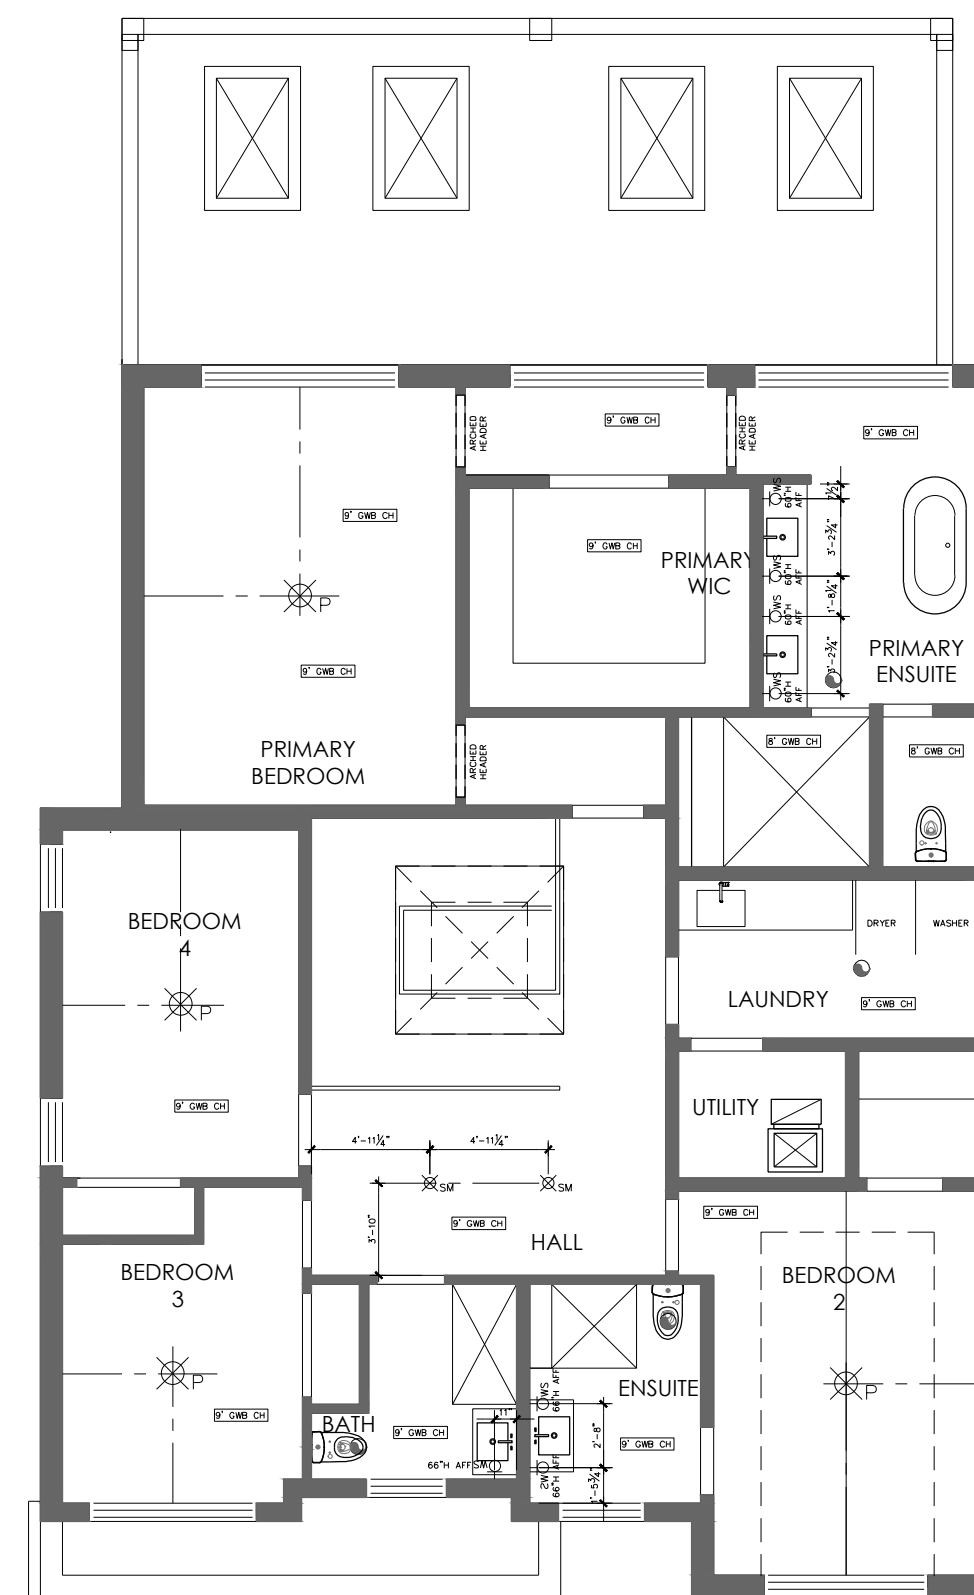 9' GWB CH
ARCHED
HEADER
ARCHED
HEADER
9' GWB CH
WS
60"H
AFF
7½"
9' GWB CH
3'-2¾"
9' GWB CH
PRIMARY
WIC
WS
60"H
AFF
1'-8¼"
P
WS
60"H
AFF
3'-2¾"
PRIMARY
ENSUITE
9' GWB CH
WS
60"H
AFF
PRIMARY
BEDROOM
ARCHED
HEADER
8' GWB CH
8' GWB CH
BEDROOM
4
DRYER
WASHER
P
LAUNDRY
9' GWB CH
9' GWB CH
UTILITY
4'-11¼"
4'-11¼"
SM
SM
3'-10"
9' GWB CH
HALL
9' GWB CH
BEDROOM
3
BEDROOM
2
P
P
ENSUITE
WS
66"H AFF
9' GWB CH
BATH
9' GWB CH
11"
2'-8"
9' GWB CH
66"H AFF
SM
66"H AFF
1'-5¾"